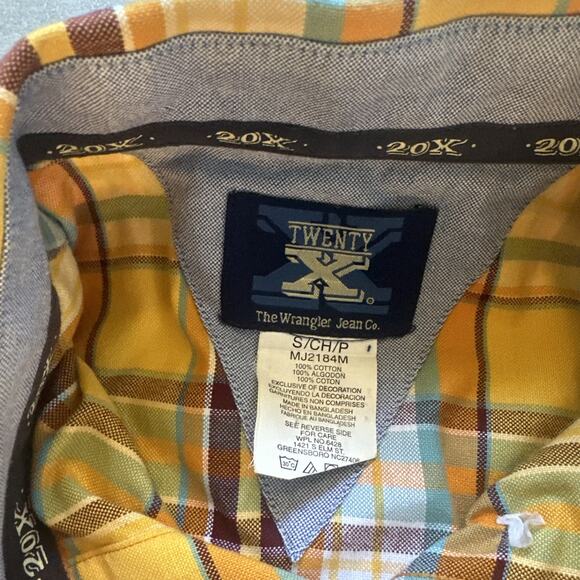 20X · 20X · 20X
TWENTY
X®
The Wrangler Jean Co.
S/CH/P
MJ2184M
100% COTTON
100% ALGODON
100% COTON
EXCLUSIVE OF DECORATION
EXCLUYENDO LA DECORACION
GARNITURES NON COMPRISES
MADE IN BANGLADESH
HECHO EN BANGLADESH
FABRIQUE AU BANGLADESH
SEE REVERSE SIDE
FOR CARE
WPL NO.6428
1421 S ELM ST.
GREENSBORO NC27406
30°C
20X